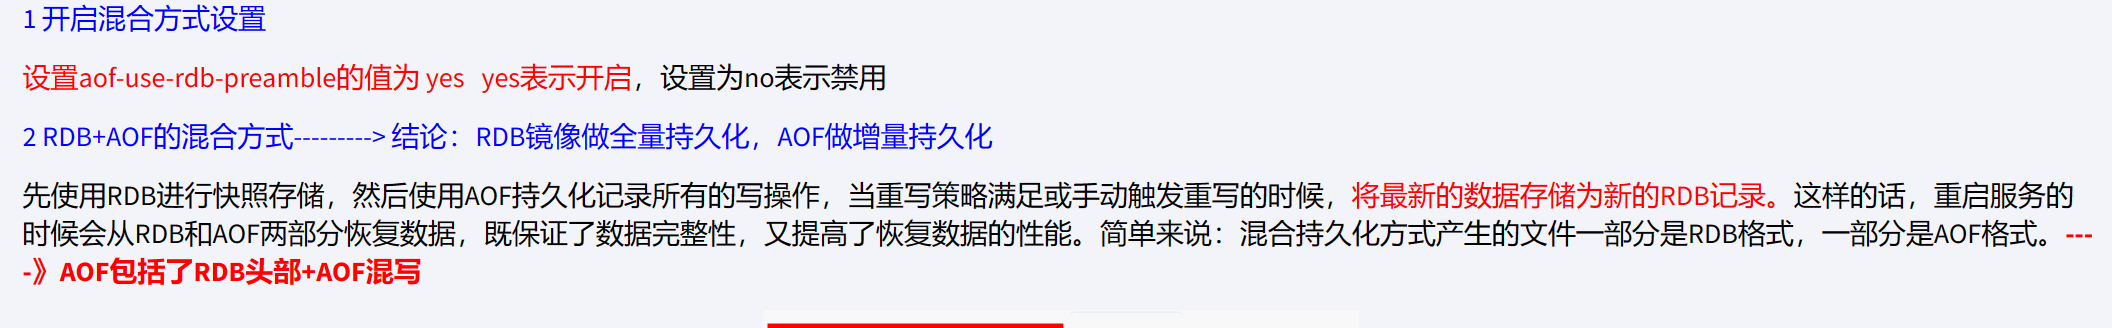 1 开启混合方式设置
设置aof-use-rdb-preamble的值为 yes   yes表示开启，设置为no表示禁用
2 RDB+AOF的混合方式---------> 结论：RDB镜像做全量持久化，AOF做增量持久化
先使用RDB进行快照存储，然后使用AOF持久化记录所有的写操作，当重写策略满足或手动触发重写的时候，将最新的数据存储为新的RDB记录。这样的话，重启服务的
时候会从RDB和AOF两部分恢复数据，既保证了数据完整性，又提高了恢复数据的性能。简单来说：混合持久化方式产生的文件一部分是RDB格式，一部分是AOF格式。---
-》AOF包括了RDB头部+AOF混写